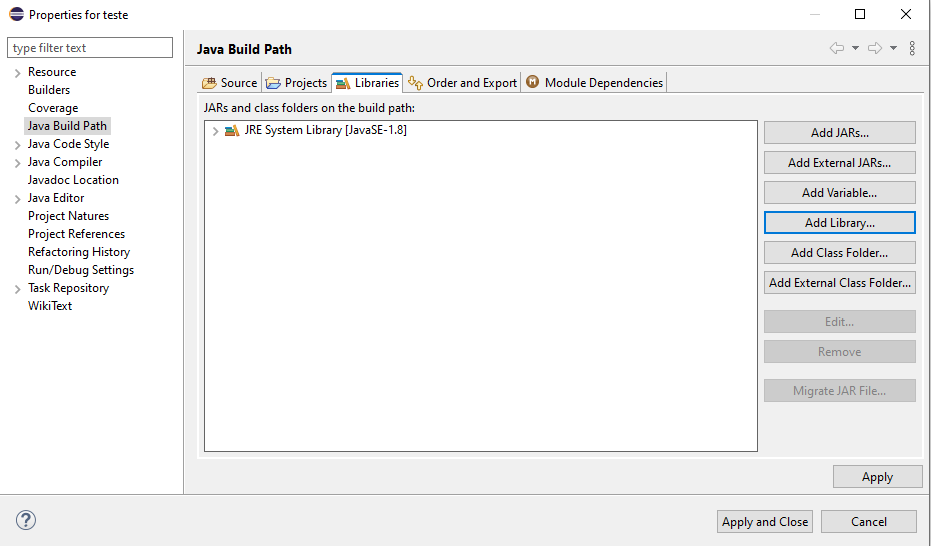 Properties for teste
type filter text
Resource
Builders
Coverage
Java Build Path
Java Code Style
Java Compiler
Javadoc Location
Java Editor
Project Natures
Project References
Refactoring History
Run/Debug Settings
Task Repository
WikiText
Java Build Path
Source Projects Libraries Order and Export Module Dependencies
JARs and class folders on the build path:
JRE System Library [JavaSE-1.8]
Add JARs...
Add External JARs...
Add Variable...
Add Library...
Add Class Folder...
Add External Class Folder...
Edit...
Remove
Migrate JAR File...
Apply
? Apply and Close Cancel